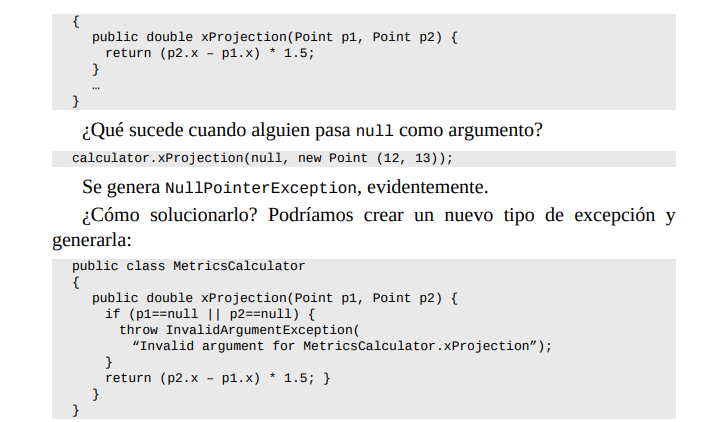 {
public double xProjection(Point p1, Point p2) {
return (p2.x – p1.x) * 1.5;
}
…
}
¿Qué sucede cuando alguien pasa null como argumento?
calculator.xProjection(null, new Point (12, 13));
Se genera NullPointerException, evidentemente.
¿Cómo solucionarlo? Podríamos crear un nuevo tipo de excepción y
generarla:
public class MetricsCalculator
{
public double xProjection(Point p1, Point p2) {
if (p1==null || p2==null) {
throw InvalidArgumentException(
“Invalid argument for MetricsCalculator.xProjection”);
}
return (p2.x – p1.x) * 1.5; }
}
}